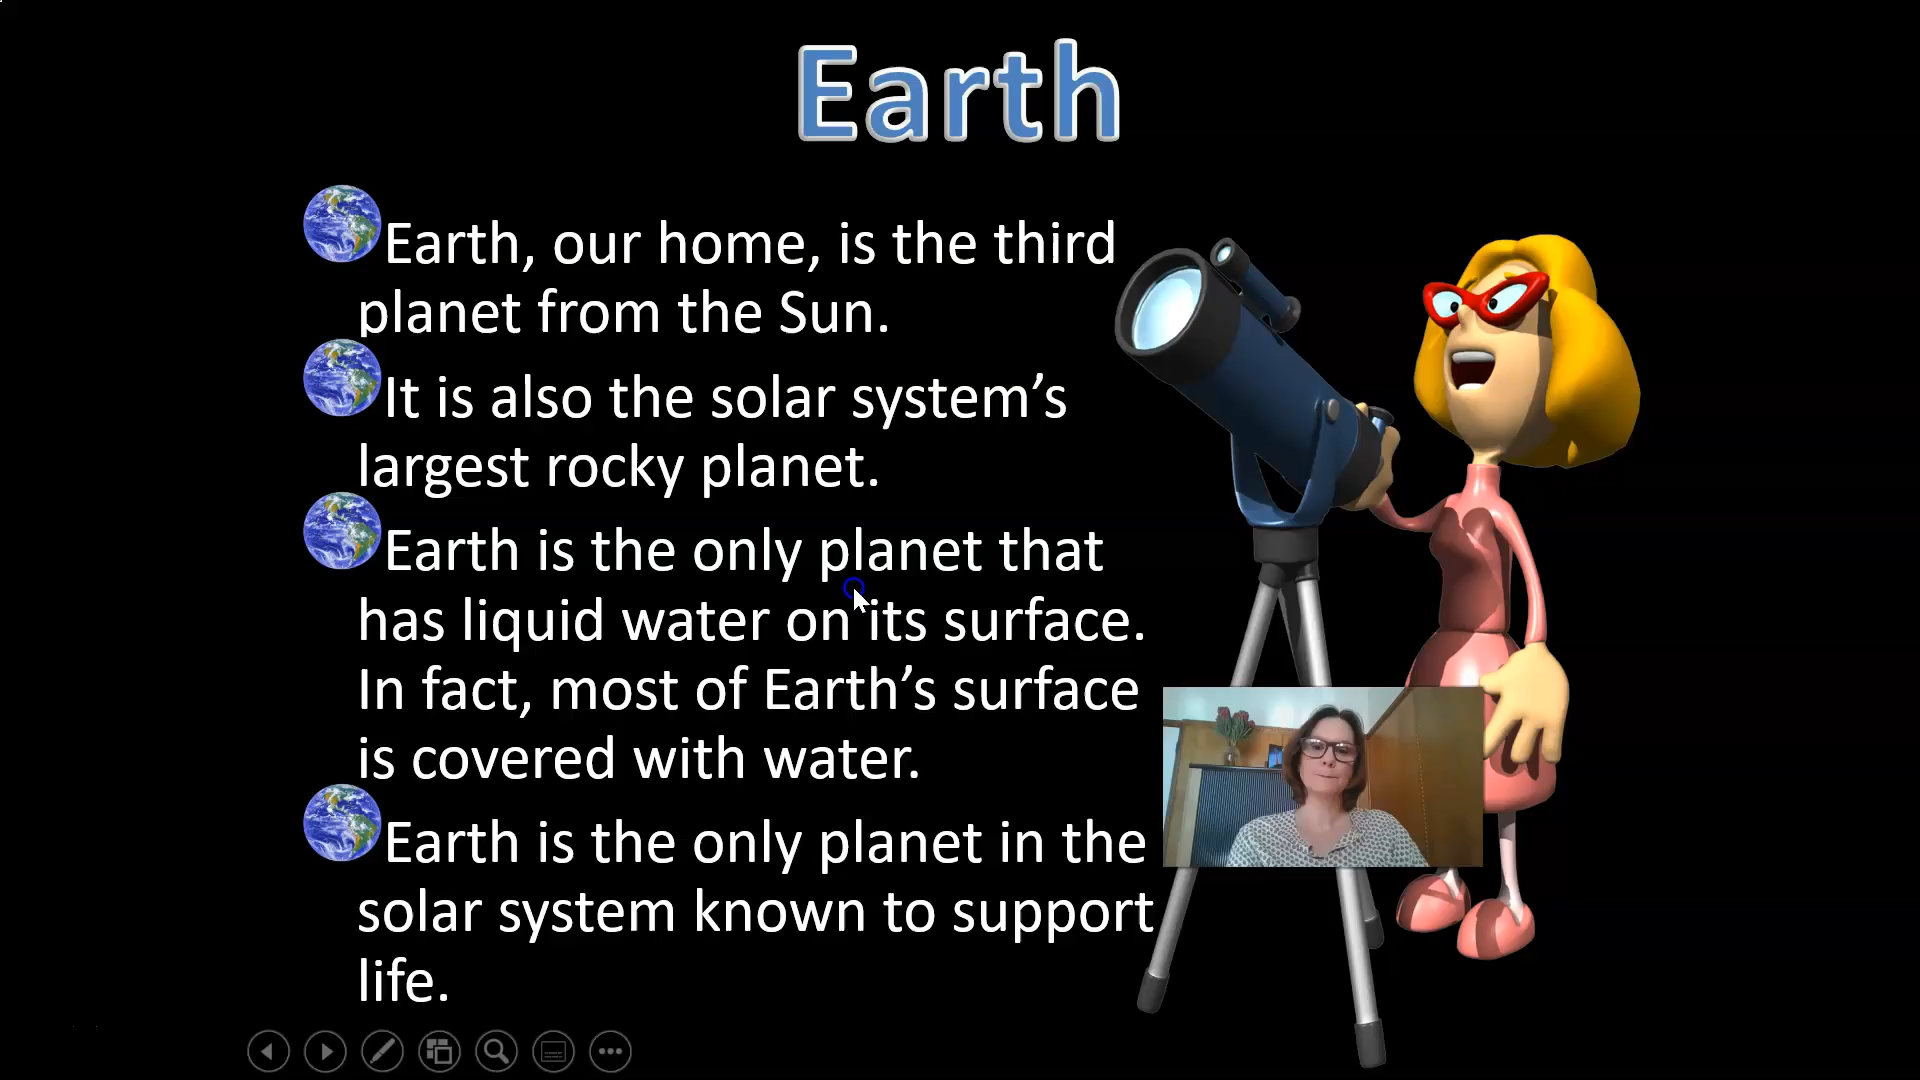 Earth
Earth, our home, is the third
planet from the Sun.
It is also the solar system’s
largest rocky planet.
Earth is the only planet that
has liquid water on its surface.
In fact, most of Earth’s surface
is covered with water.
Earth is the only planet in the
solar system known to support
life.